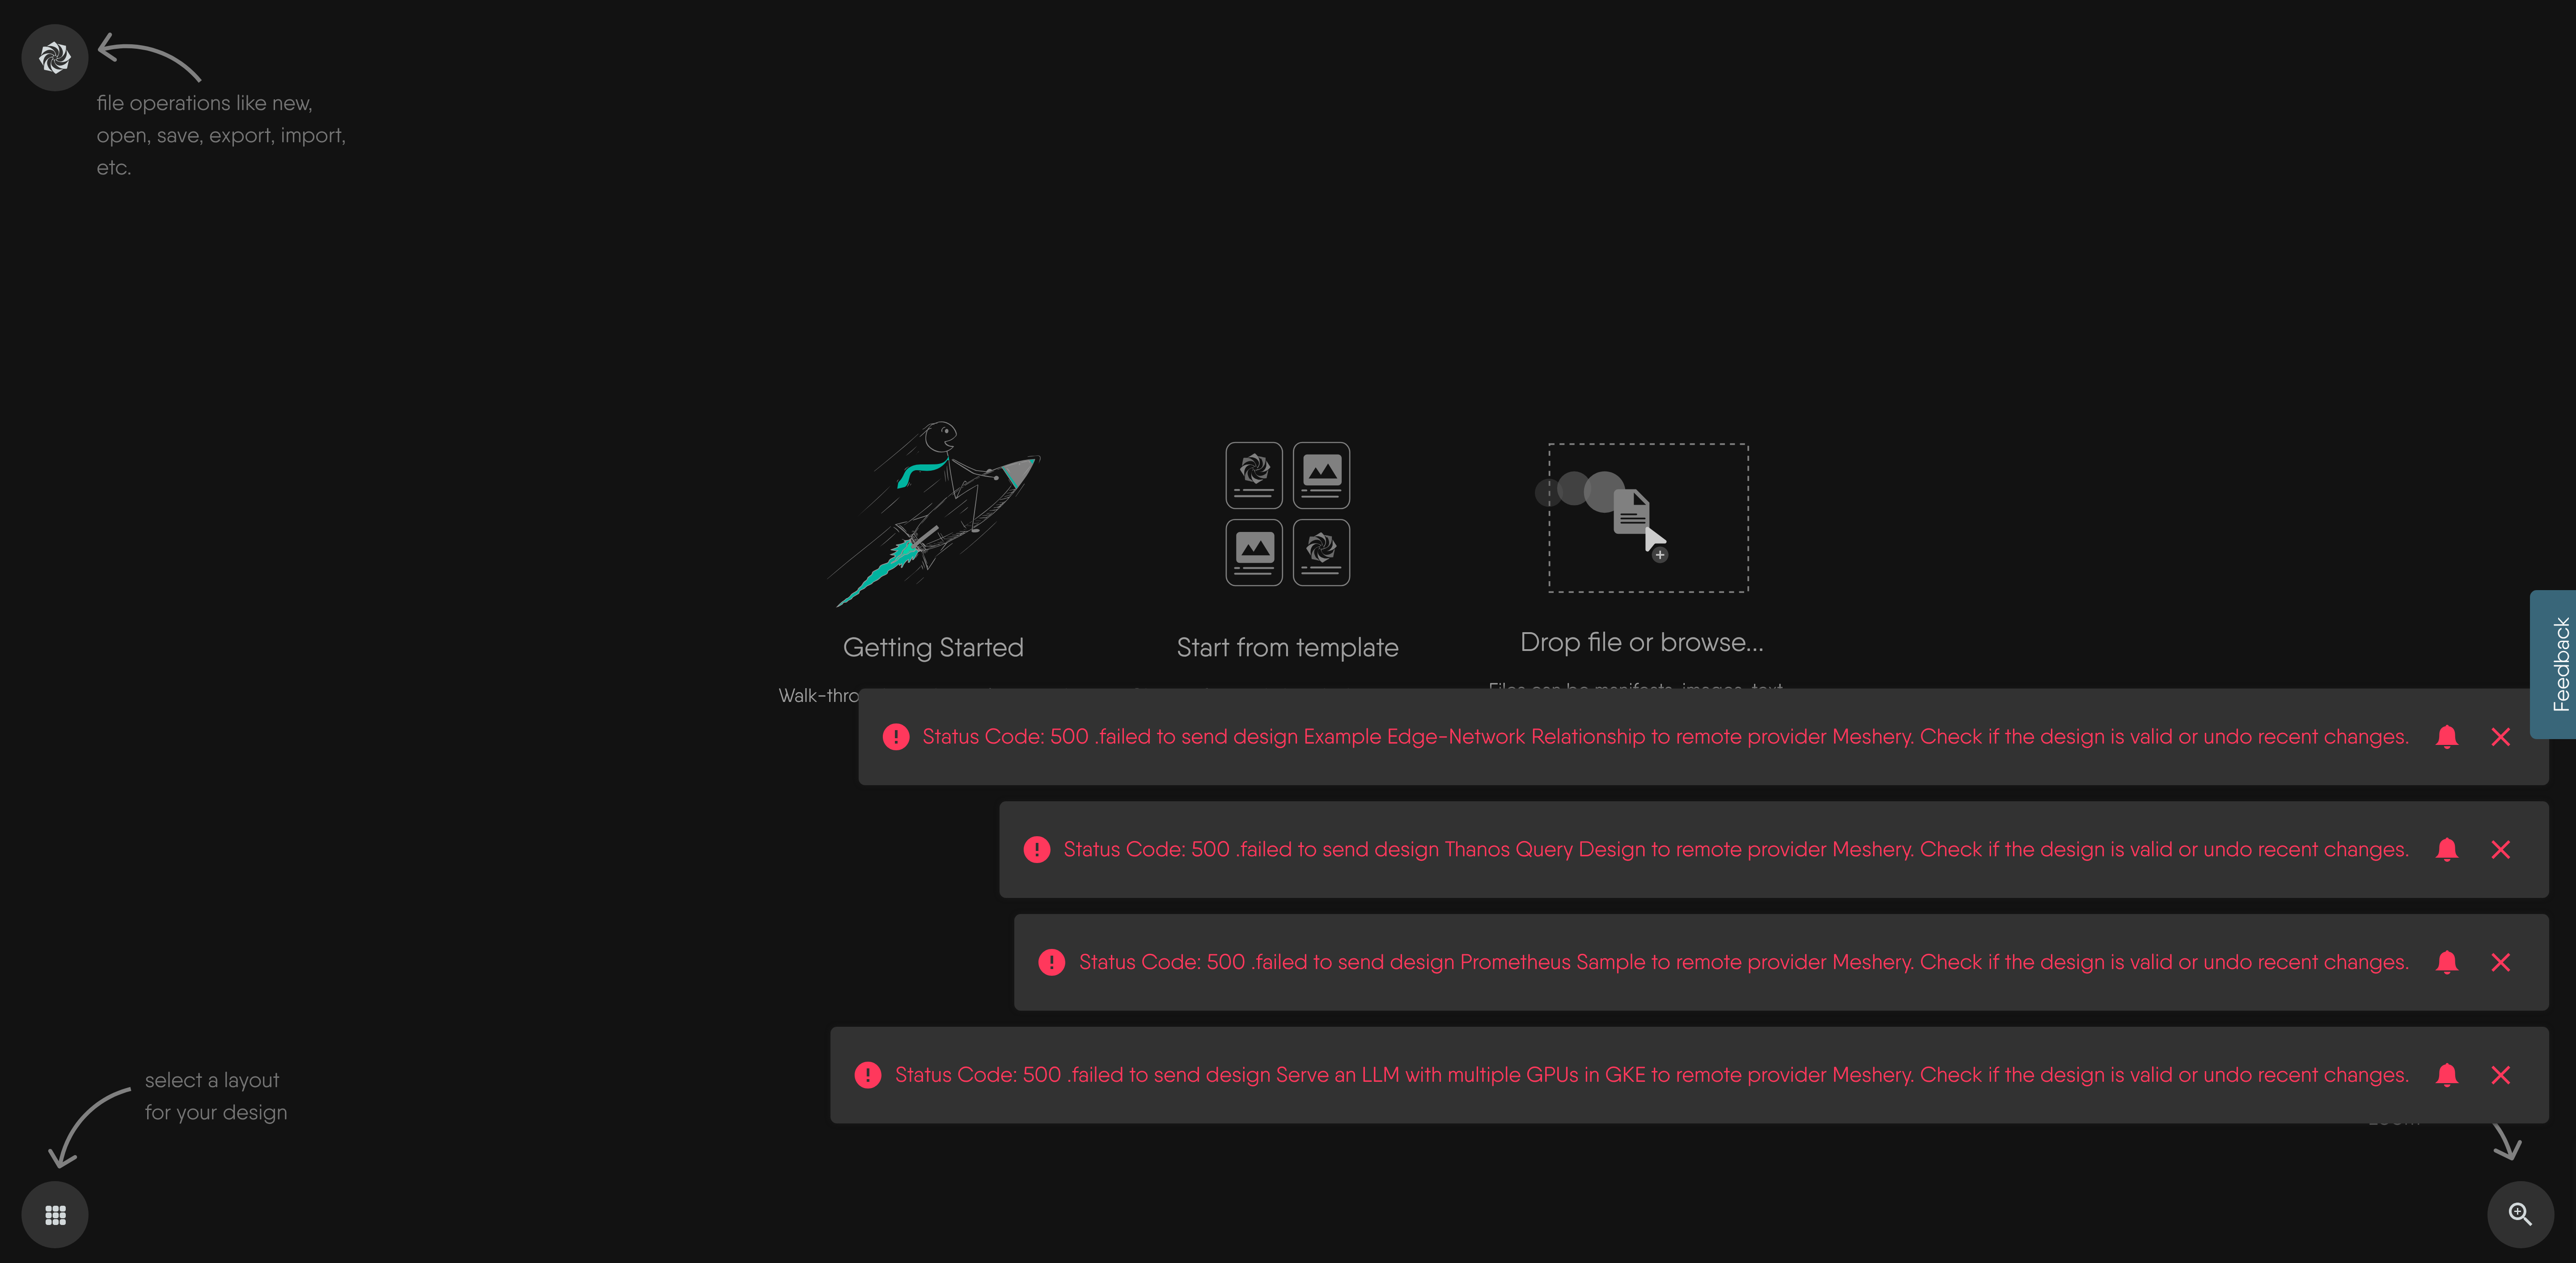 file operations like new,
open, save, export, import,
etc.
Getting Started
Start from template
Drop file or browse...
Walk-thro
Files can be manifests, images, text
Feedback
Status Code: 500 .failed to send design Example Edge-Network Relationship to remote provider Meshery. Check if the design is valid or undo recent changes.
Status Code: 500 .failed to send design Thanos Query Design to remote provider Meshery. Check if the design is valid or undo recent changes.
Status Code: 500 .failed to send design Prometheus Sample to remote provider Meshery. Check if the design is valid or undo recent changes.
Status Code: 500 .failed to send design Serve an LLM with multiple GPUs in GKE to remote provider Meshery. Check if the design is valid or undo recent changes.
select a layout
for your design